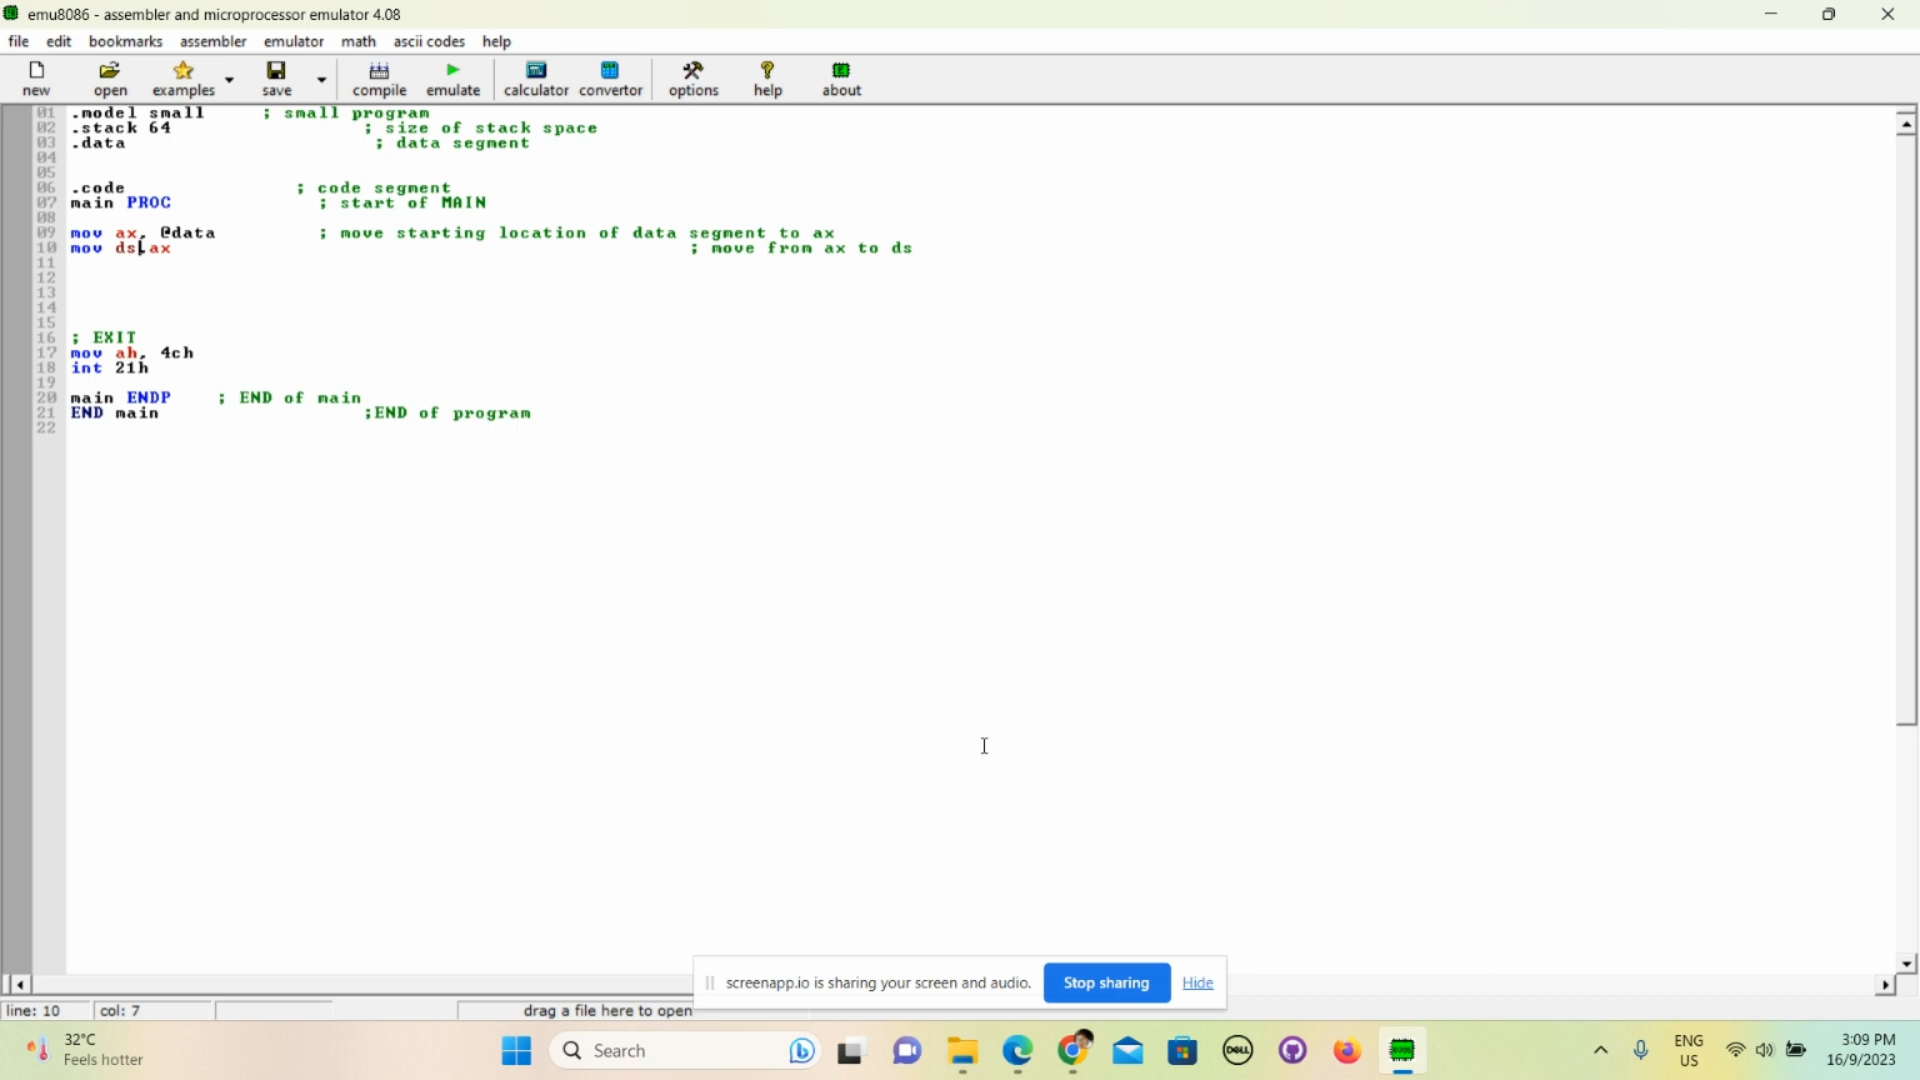 emu8086 - assembler and microprocessor emulator 4.08
file edit bookmarks assembler emulator math ascii codes help
new open examples save compile emulate calculator convertor options help about
01 .model small ; small program
02 .stack 64 ; size of stack space
03 .data ; data segment
04
05
06 .code ; code segment
07 main PROC ; start of MAIN
08
09 mov ax, @data ; move starting location of data segment to ax
10 mov ds,ax ; move from ax to ds
11
12
13
14
15
16 ; EXIT
17 mov ah, 4ch
18 int 21h
19
20 main ENDP ; END of main
21 END main ;END of program
22
screenapp.io is sharing your screen and audio. Stop sharing Hide
line: 10 col: 7 drag a file here to open
32°C
Feels hotter
Search
DELL
ENG
US
3:09 PM
16/9/2023